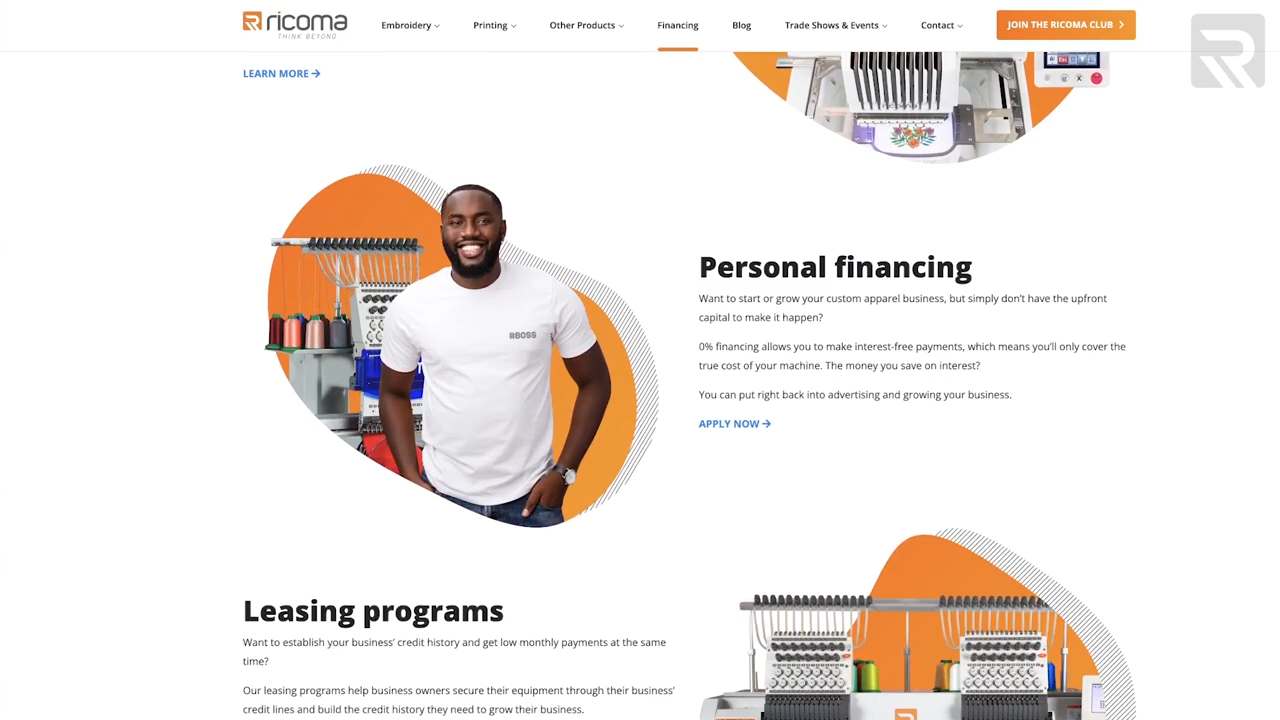 ricoma
THINK BEYOND
Embroidery
Printing
Other Products
Financing
Blog
Trade Shows & Events
Contact
JOIN THE RICOMA CLUB
LEARN MORE →
#BOSS
Personal financing
Want to start or grow your custom apparel business, but simply don’t have the upfront
capital to make it happen?
0% financing allows you to make interest-free payments, which means you’ll only cover the
true cost of your machine. The money you save on interest?
You can put right back into advertising and growing your business.
APPLY NOW →
Leasing programs
Want to establish your business’ credit history and get low monthly payments at the same
time?
Our leasing programs help business owners secure their equipment through their business’
credit lines and build the credit history they need to grow their business.